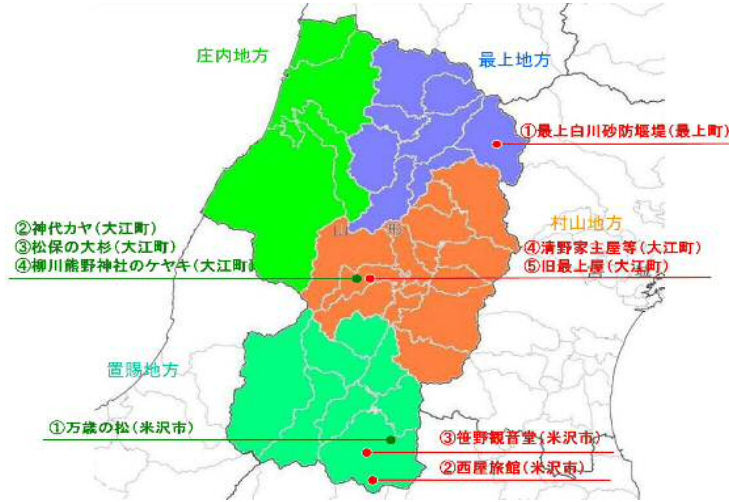 庄内地方
最上地方
①最上白川砂防堰堤(最上町)
村山地方
②神代カヤ(大江町)
③松保の大杉(大江町)
④柳川熊野神社のケヤキ(大江町)
④清野家主屋等(大江町)
⑤旧最上屋(大江町)
山 形
宮 城
置賜地方
①万歳の松(米沢市)
③笹野観音堂(米沢市)
②西屋旅館(米沢市)